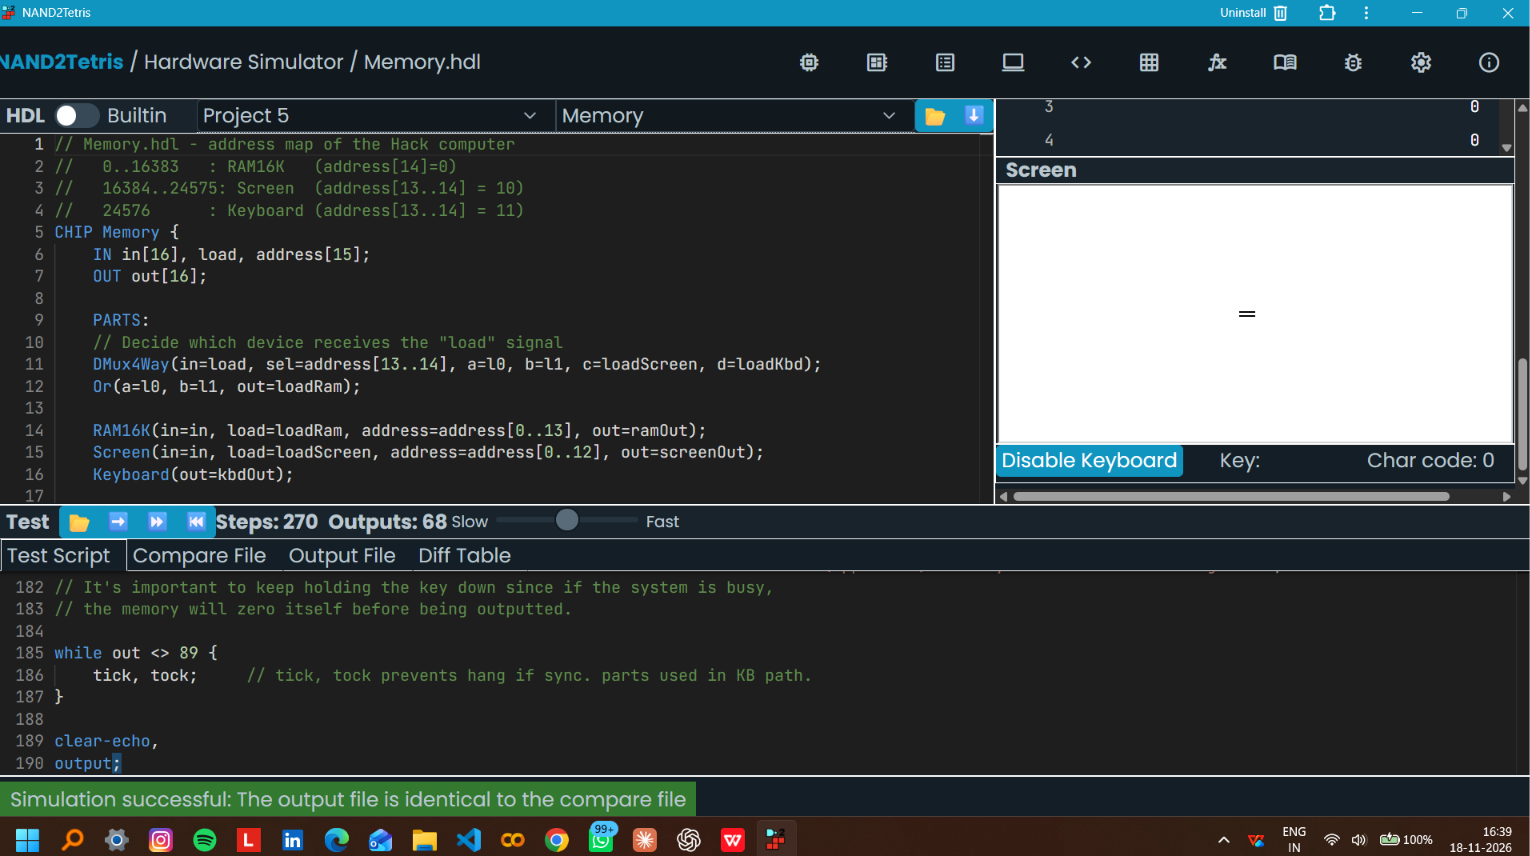 NAND2Tetris
Uninstall
NAND2Tetris / Hardware Simulator / Memory.hdl
HDL Builtin Project 5 Memory
1 // Memory.hdl - address map of the Hack computer
2 //   0..16383   : RAM16K   (address[14]=0)
3 //   16384..24575: Screen  (address[13..14] = 10)
4 //   24576      : Keyboard (address[13..14] = 11)
5 CHIP Memory {
6     IN in[16], load, address[15];
7     OUT out[16];
8
9     PARTS:
10     // Decide which device receives the "load" signal
11     DMux4Way(in=load, sel=address[13..14], a=l0, b=l1, c=loadScreen, d=loadKbd);
12     Or(a=l0, b=l1, out=loadRam);
13
14     RAM16K(in=in, load=loadRam, address=address[0..13], out=ramOut);
15     Screen(in=in, load=loadScreen, address=address[0..12], out=screenOut);
16     Keyboard(out=kbdOut);
17
3 0
4 0
Screen
Disable Keyboard Key: Char code: 0
Test Steps: 270 Outputs: 68 Slow Fast
Test Script Compare File Output File Diff Table
182 // It's important to keep holding the key down since if the system is busy,
183 // the memory will zero itself before being outputted.
184
185 while out <> 89 {
186     tick, tock;     // tick, tock prevents hang if sync. parts used in KB path.
187 }
188
189 clear-echo,
190 output;
Simulation successful: The output file is identical to the compare file
99+
ENG
IN
100%
16:39
18-11-2026